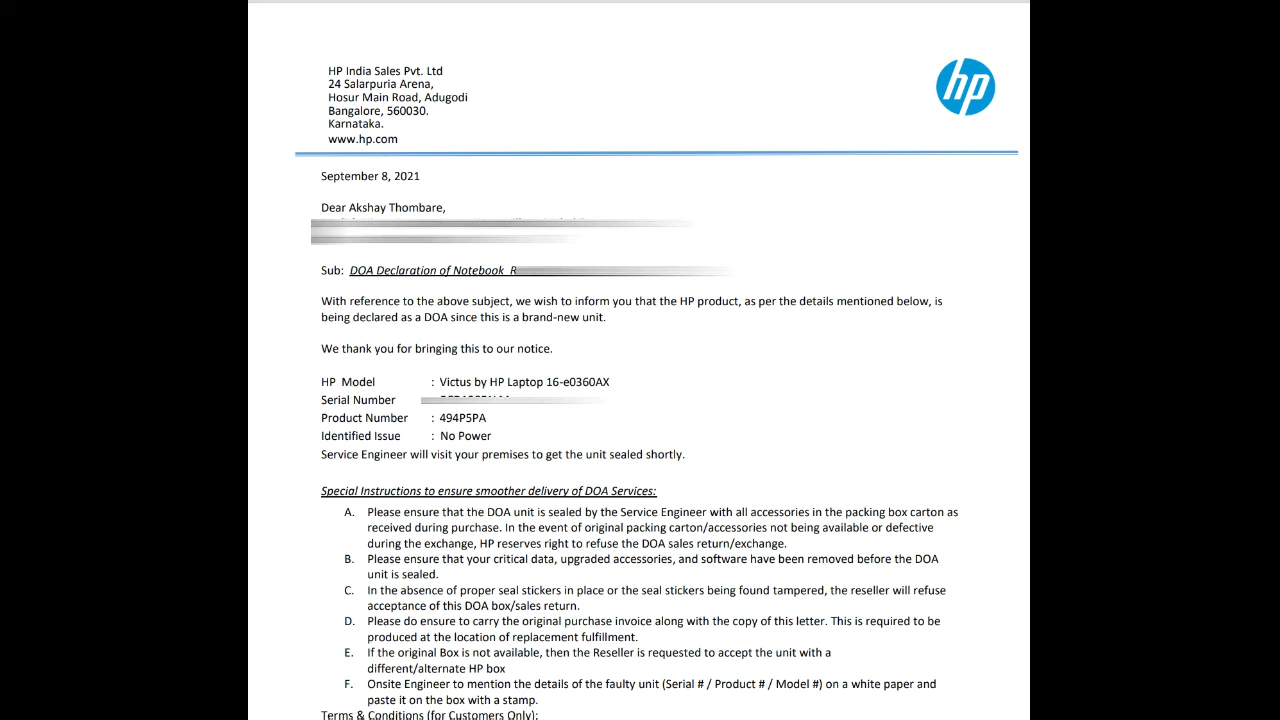 HP India Sales Pvt. Ltd
24 Salarpuria Arena,
Hosur Main Road, Adugodi
Bangalore, 560030.
Karnataka.
www.hp.com
hp
September 8, 2021
Dear Akshay Thombare,
Sub: DOA Declaration of Notebook_R
With reference to the above subject, we wish to inform you that the HP product, as per the details mentioned below, is
being declared as a DOA since this is a brand-new unit.
We thank you for bringing this to our notice.
HP Model : Victus by HP Laptop 16-e0360AX
Serial Number
Product Number : 494P5PA
Identified Issue : No Power
Service Engineer will visit your premises to get the unit sealed shortly.
Special Instructions to ensure smoother delivery of DOA Services:
A. Please ensure that the DOA unit is sealed by the Service Engineer with all accessories in the packing box carton as
received during purchase. In the event of original packing carton/accessories not being available or defective
during the exchange, HP reserves right to refuse the DOA sales return/exchange.
B. Please ensure that your critical data, upgraded accessories, and software have been removed before the DOA
unit is sealed.
C. In the absence of proper seal stickers in place or the seal stickers being found tampered, the reseller will refuse
acceptance of this DOA box/sales return.
D. Please do ensure to carry the original purchase invoice along with the copy of this letter. This is required to be
produced at the location of replacement fulfillment.
E. If the original Box is not available, then the Reseller is requested to accept the unit with a
different/alternate HP box
F. Onsite Engineer to mention the details of the faulty unit (Serial # / Product # / Model #) on a white paper and
paste it on the box with a stamp.
Terms & Conditions (for Customers Only):